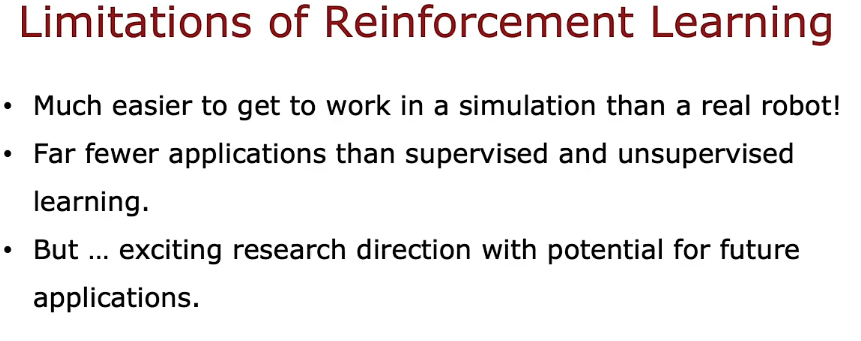 Limitations of Reinforcement Learning
• Much easier to get to work in a simulation than a real robot!
• Far fewer applications than supervised and unsupervised
learning.
• But … exciting research direction with potential for future
applications.